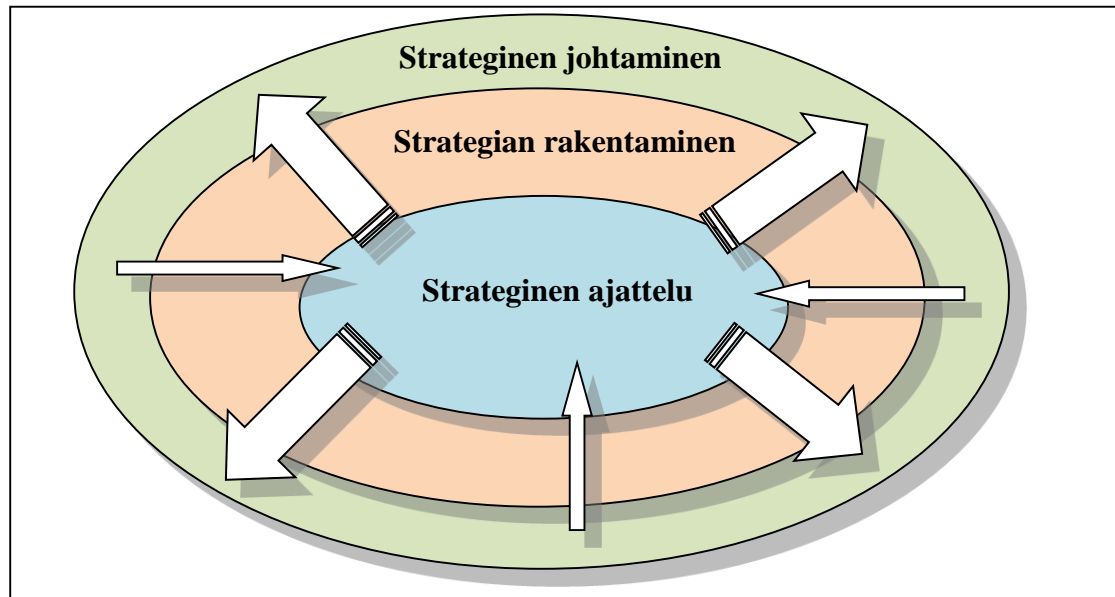 Strateginen johtaminen
Strategian rakentaminen
Strateginen ajattelu